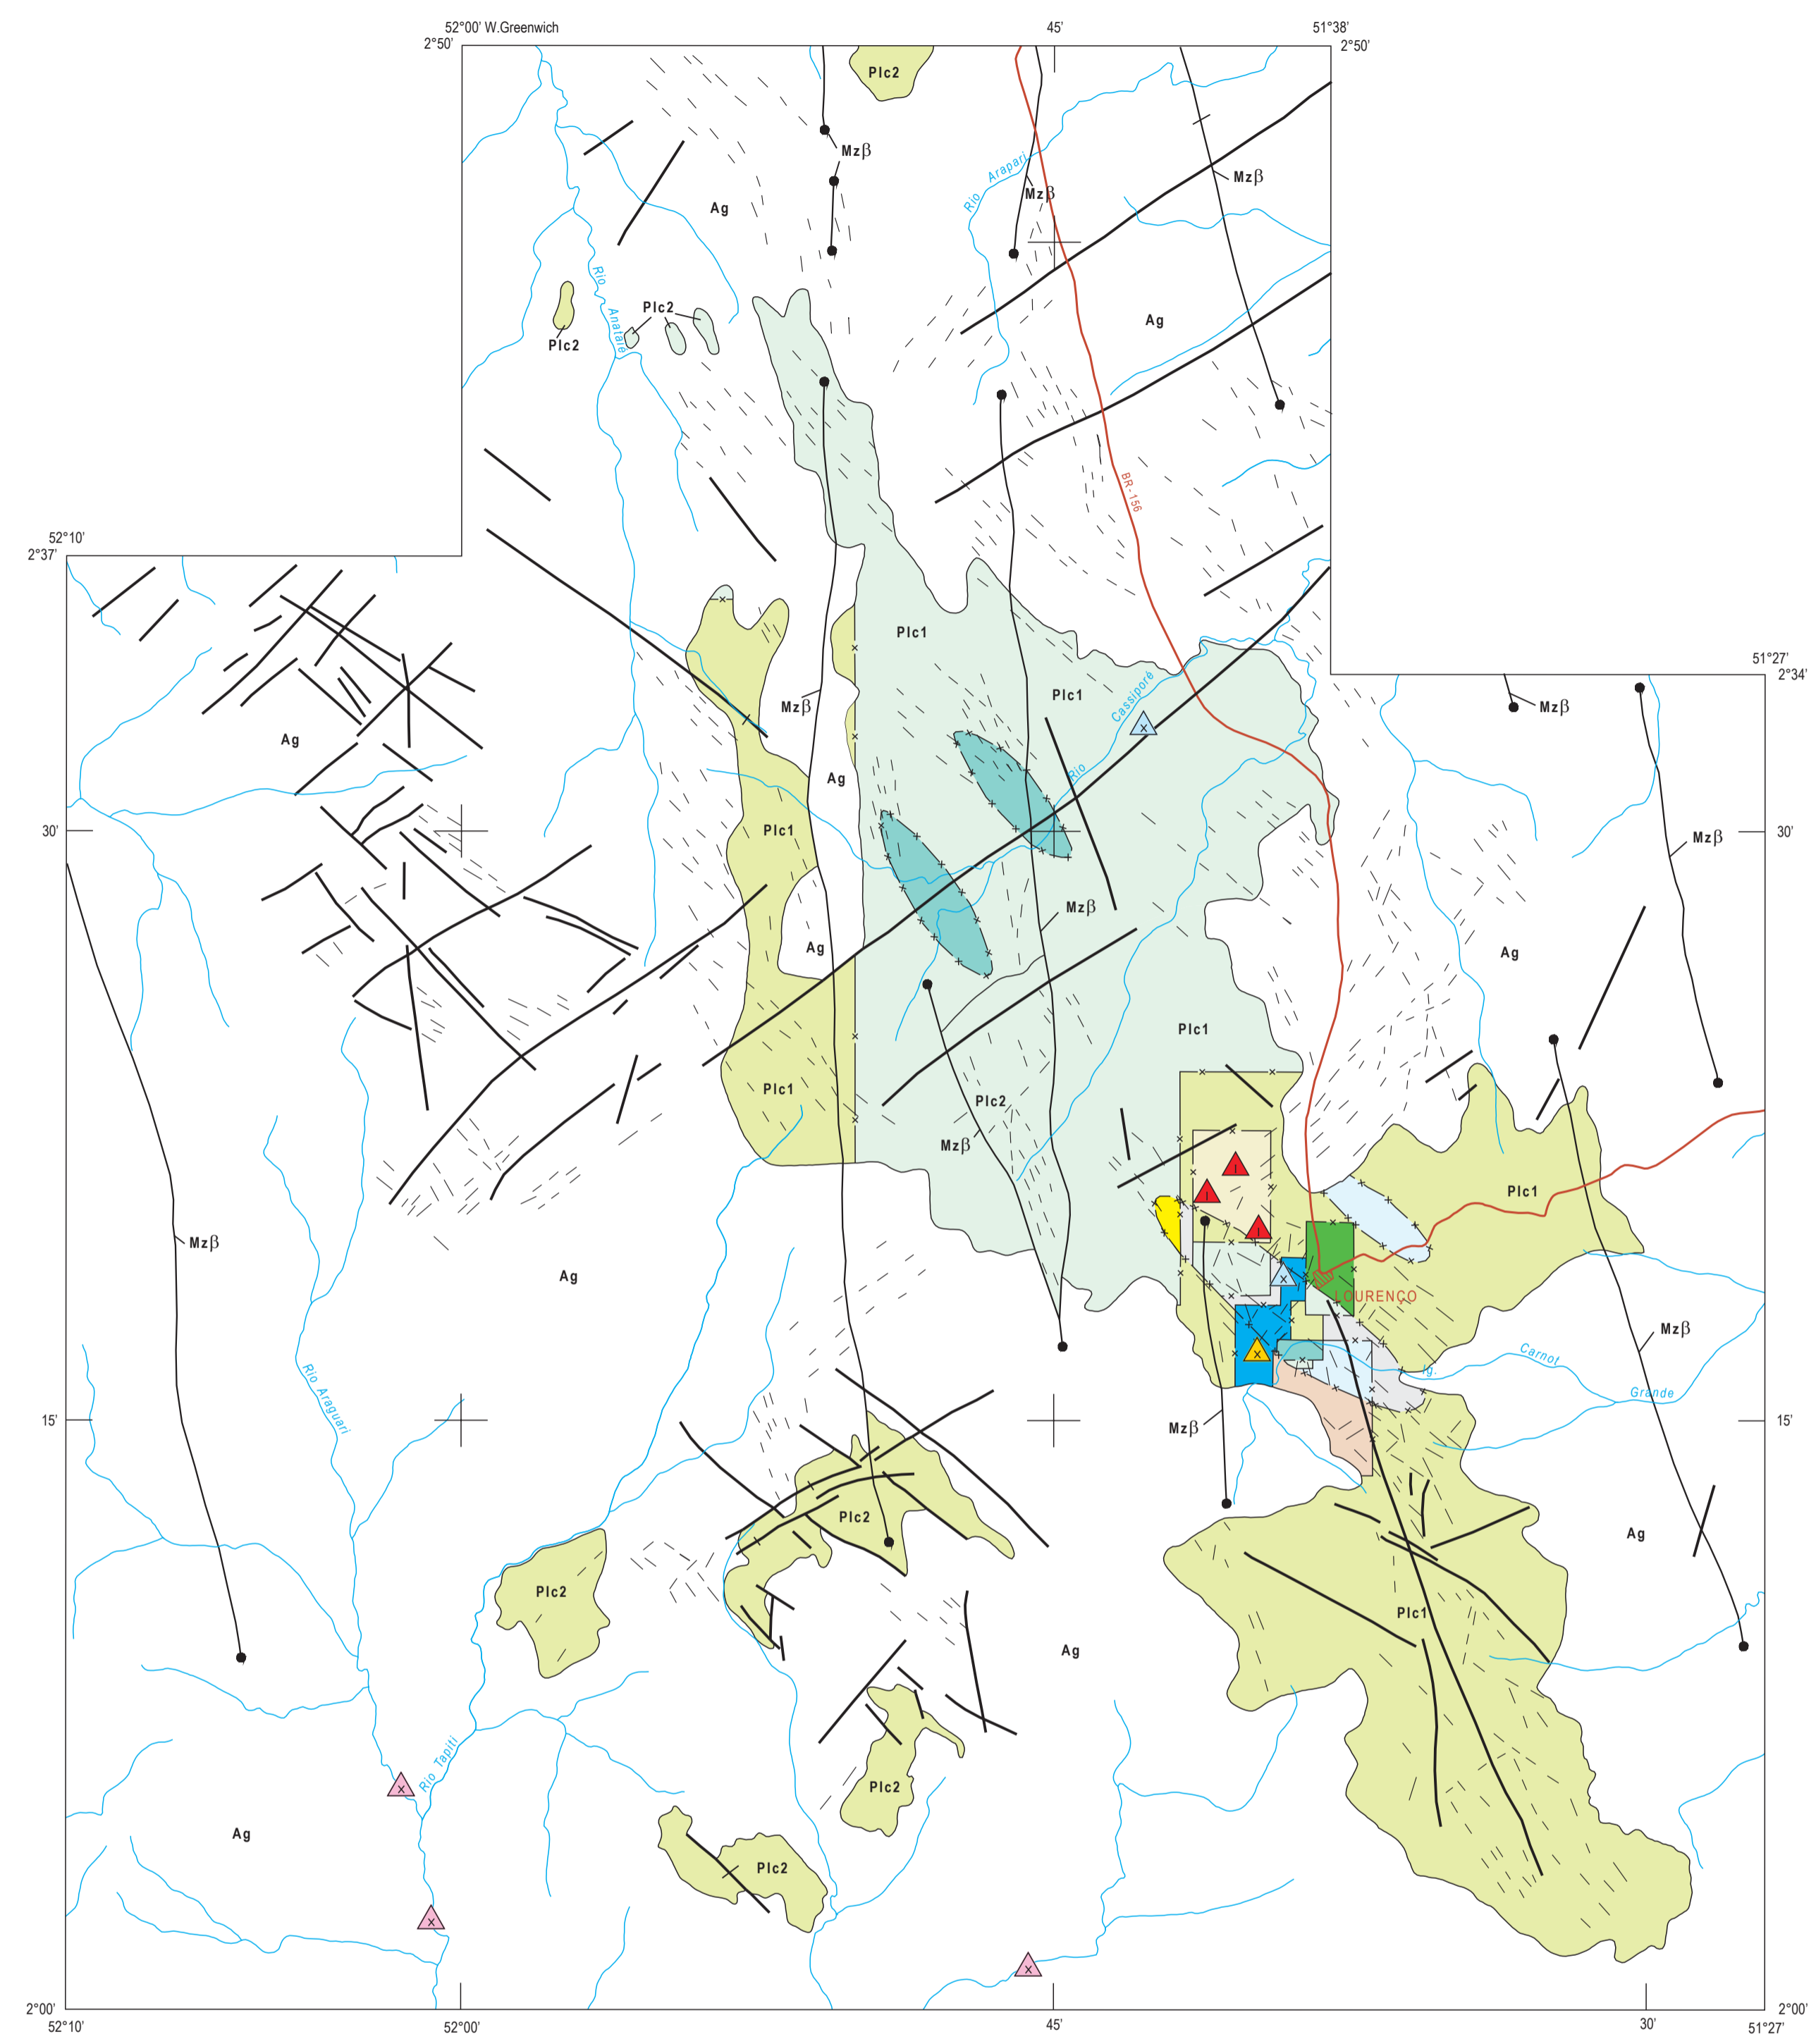 52°00' W.Greenwich
45'
51°38'
2°50'
2°50'
Plc2
Mzβ
Rio Arapari
Mzβ
Mzβ
Ag
Rio Anataie
Plc2
Plc2
Ag
BR-156
52°10'
2°37'
Plc1
51°27'
2°34'
Plc1
Cassiporé
Rio
Mzβ
Mzβ
Ag
Ag
30'
Plc1
30'
Mzβ
Mzβ
Ag
Ag
Plc1
Plc1
Plc2
Mzβ
Plc1
Mzβ
Ag
LOURENÇO
Mzβ
Rio Araguari
Ig.
Carnot
Grande
15'
Mzβ
15'
Plc2
Ag
Plc2
Plc1
Ag
Rio Tapiti
Plc2
Ag
Plc2
2°00'
2°00'
52°10'
52°00'
45'
30'
51°27'